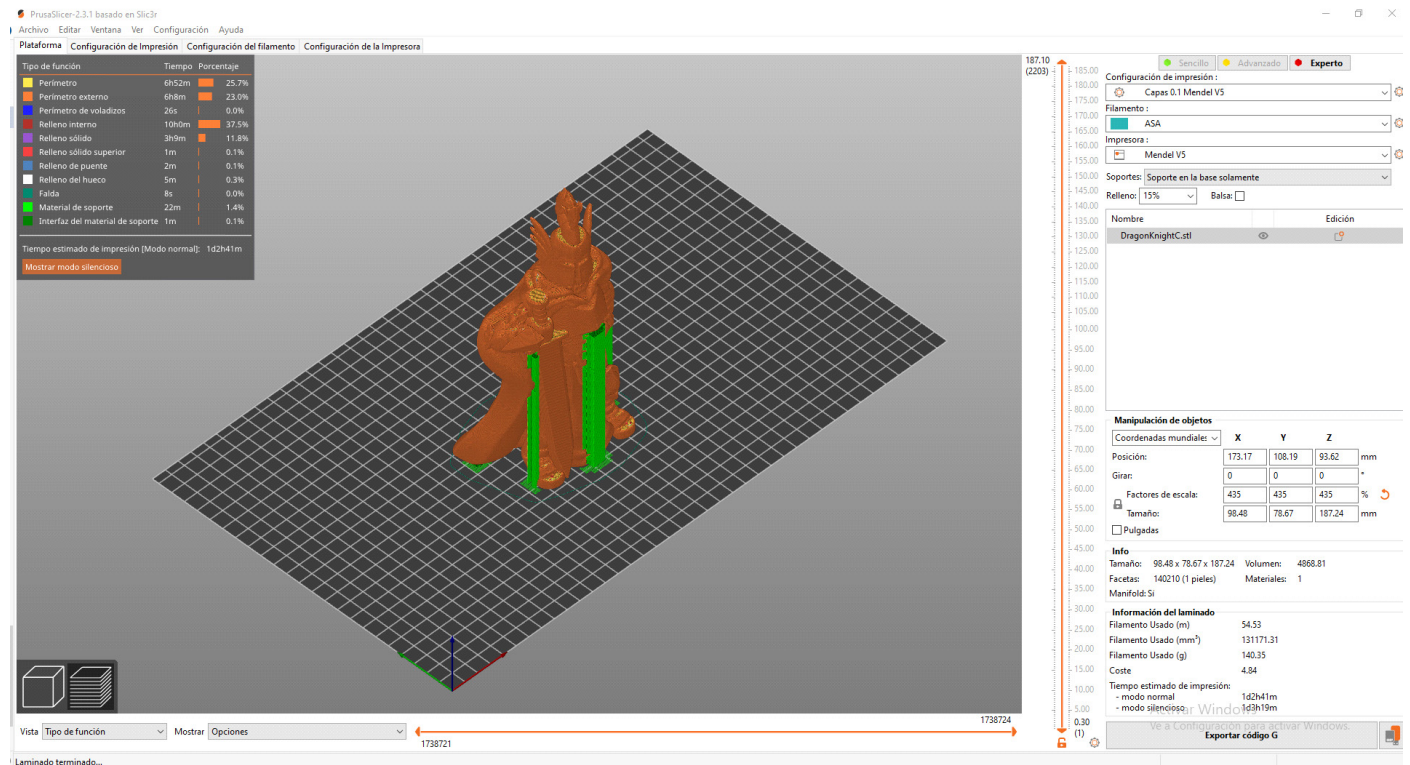 PrusaSlicer-2.3.1 basado en Slic3r
Archivo Editar Ventana Ver Configuración Ayuda
Plataforma Configuración de Impresión Configuración del filamento Configuración de la Impresora
Tipo de función Tiempo Porcentaje
Perímetro 6h52m 25.7%
Perímetro externo 6h8m 23.0%
Perímetro de voladizos 26s 0.0%
Relleno interno 10h0m 37.5%
Relleno sólido 3h9m 11.8%
Relleno sólido superior 1m 0.1%
Relleno de puente 2m 0.1%
Relleno del hueco 5m 0.3%
Falda 8s 0.0%
Material de soporte 22m 1.4%
Interfaz del material de soporte 1m 0.1%
Tiempo estimado de impresión [Modo normal]: 1d2h41m
Mostrar modo silencioso
187.10
(2203)
185.00
180.00
175.00
170.00
165.00
160.00
155.00
150.00
145.00
140.00
135.00
130.00
125.00
120.00
115.00
110.00
105.00
100.00
95.00
90.00
85.00
80.00
75.00
70.00
65.00
60.00
55.00
50.00
45.00
40.00
35.00
30.00
25.00
20.00
15.00
10.00
5.00
0.30
(1)
Sencillo Avanzado Experto
Configuración de impresión :
Capas 0.1 Mendel V5
Filamento :
ASA
Impresora :
Mendel V5
Soportes: Soporte en la base solamente
Relleno: 15% Balsa:
Nombre Edición
DragonKnightC.stl
Manipulación de objetos
Coordenadas mundiales X Y Z
Posición: 173.17 108.19 93.62 mm
Girar: 0 0 0 °
Factores de escala: 435 435 435 %
Tamaño: 98.48 78.67 187.24 mm
Pulgadas
Info
Tamaño: 98.48 x 78.67 x 187.24 Volumen: 4868.81
Facetas: 140210 (1 pieles) Materiales: 1
Manifold: Sí
Información del laminado
Filamento Usado (m) 54.53
Filamento Usado (mm³) 131171.31
Filamento Usado (g) 140.35
Coste 4.84
Tiempo estimado de impresión:
- modo normal 1d2h41m
- modo silencioso 1d3h19m
Activar Windows
Ve a Configuración para activar Windows.
Exportar código G
Vista Tipo de función Mostrar Opciones
1738724
1738721
Laminado terminado...